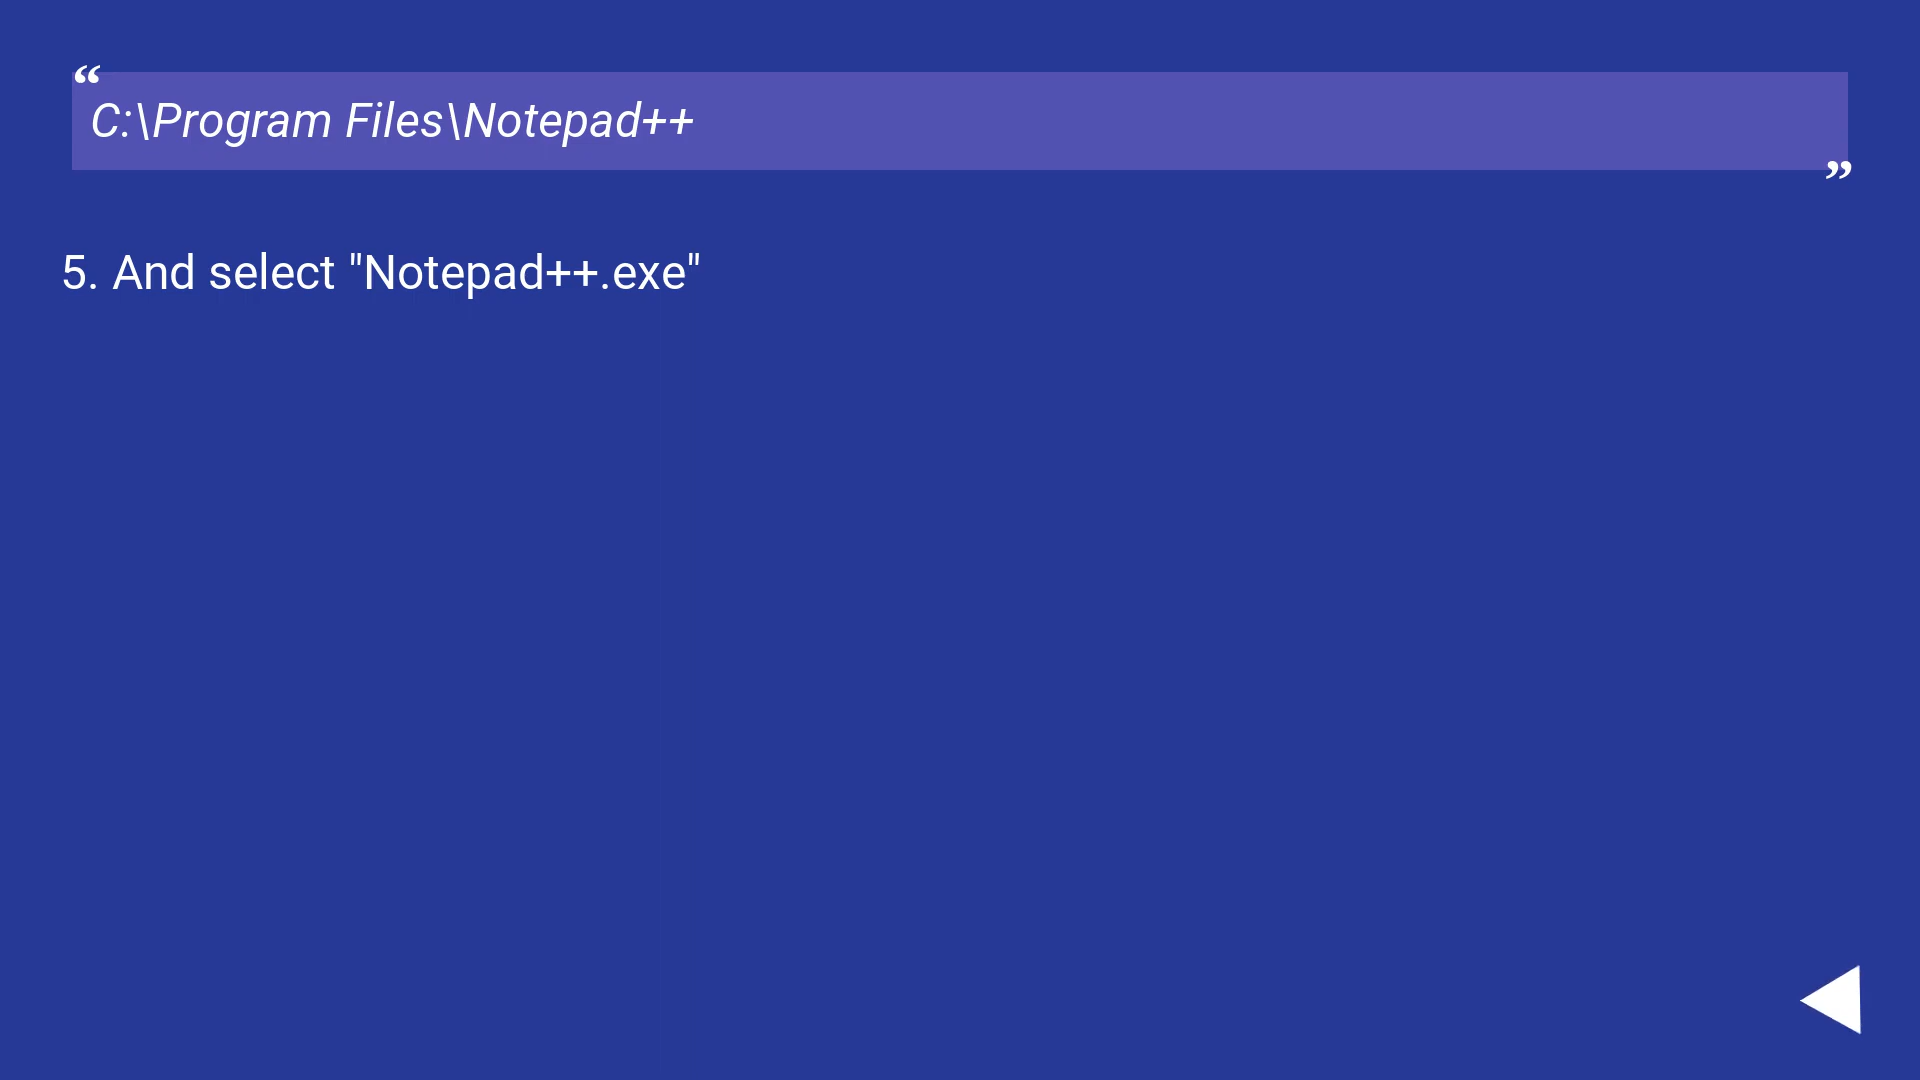 “
C:\Program Files\Notepad++
”
5. And select "Notepad++.exe"